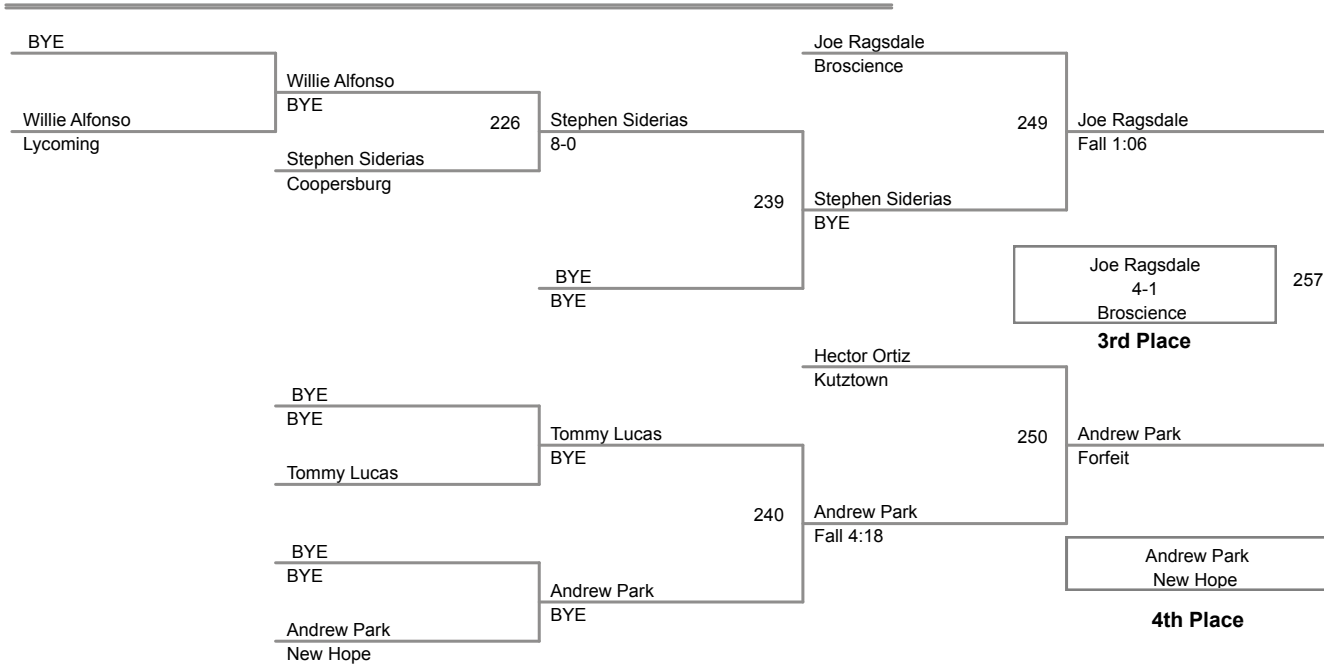 BYE
Joe Ragsdale
Broscience
Willie Alfonso
BYE
Willie Alfonso
Lycoming
226
Stephen Siderias
8-0
249
Joe Ragsdale
Fall 1:06
Stephen Siderias
Coopersburg
239
Stephen Siderias
BYE
BYE
BYE
Joe Ragsdale
4-1
Broscience
257
3rd Place
Hector Ortiz
Kutztown
BYE
BYE
Tommy Lucas
BYE
250
Andrew Park
Forfeit
Tommy Lucas
240
Andrew Park
Fall 4:18
BYE
BYE
Andrew Park
New Hope
Andrew Park
BYE
4th Place
Andrew Park
New Hope